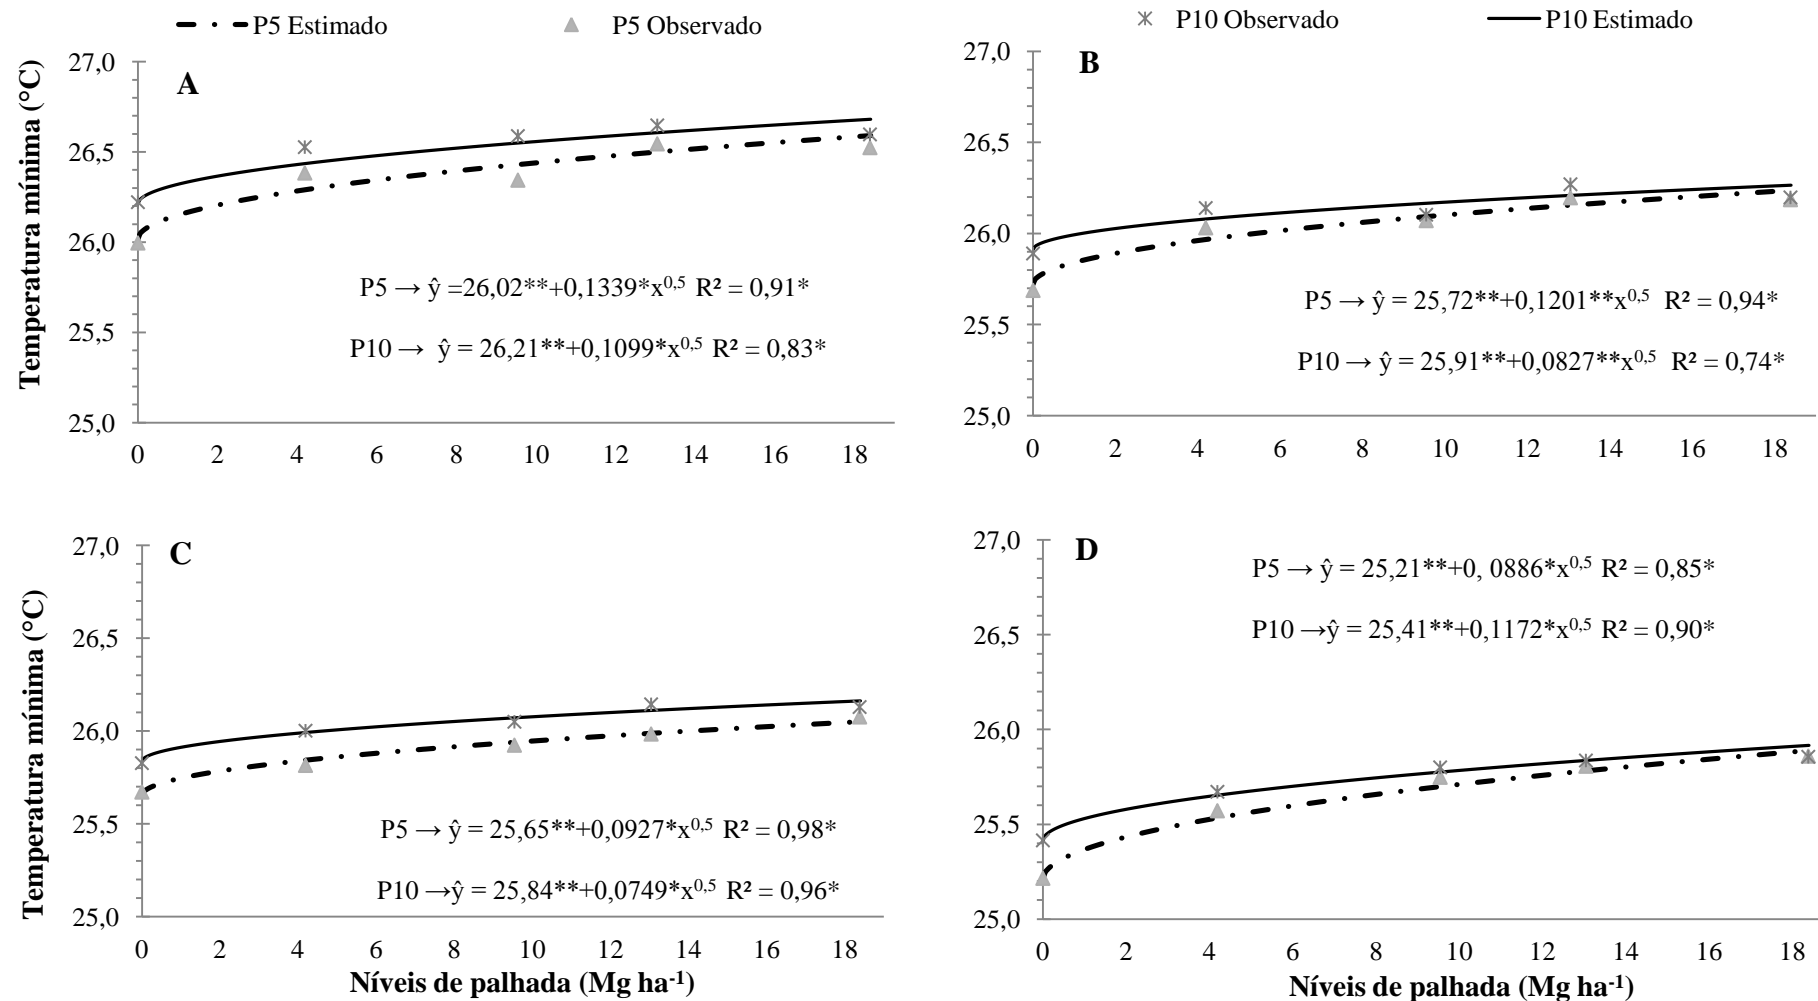 P5 Estimado P5 Observado
P10 Observado P10 Estimado
Temperatura mínima (°C)
A
27,0
26,5
26,0
25,5
25,0
P5 → ŷ =26,02**+0,1339*x^0,5 R² = 0,91*
P10 → ŷ = 26,21**+0,1099*x^0,5 R² = 0,83*
0 2 4 6 8 10 12 14 16 18
B
27,0
26,5
26,0
25,5
25,0
P5 → ŷ = 25,72**+0,1201**x^0,5 R² = 0,94*
P10 → ŷ = 25,91**+0,0827**x^0,5 R² = 0,74*
0 2 4 6 8 10 12 14 16 18
Temperatura mínima (°C)
C
27,0
26,5
26,0
25,5
25,0
P5 → ŷ = 25,65**+0,0927*x^0,5 R² = 0,98*
P10 →ŷ = 25,84**+0,0749*x^0,5 R² = 0,96*
0 2 4 6 8 10 12 14 16 18
Níveis de palhada (Mg ha⁻¹)
D
27,0
26,5
26,0
25,5
25,0
P5 → ŷ = 25,21**+0, 0886*x^0,5 R² = 0,85*
P10 →ŷ = 25,41**+0,1172*x^0,5 R² = 0,90*
0 2 4 6 8 10 12 14 16 18
Níveis de palhada (Mg ha⁻¹)